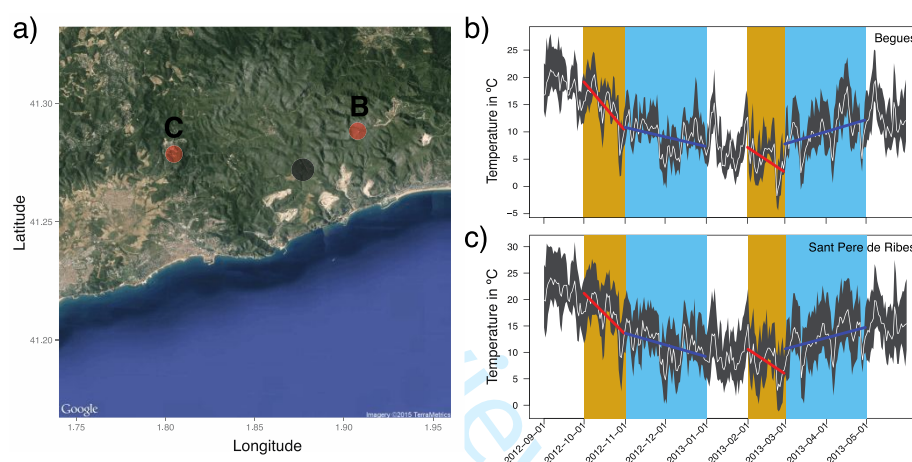 a)
C
B
41.30
41.25
41.20
Latitude
Google
Imagery ©2015 TerraMetrics
1.75
1.80
1.85
1.90
1.95
Longitude
b)
Begues
Temperature in ºC
25
20
15
10
5
0
−5
c)
Sant Pere de Ribes
Temperature in ºC
30
25
20
15
10
5
0
2012−09−01
2012−10−01
2012−11−01
2012−12−01
2013−01−01
2013−02−01
2013−03−01
2013−04−01
2013−05−01